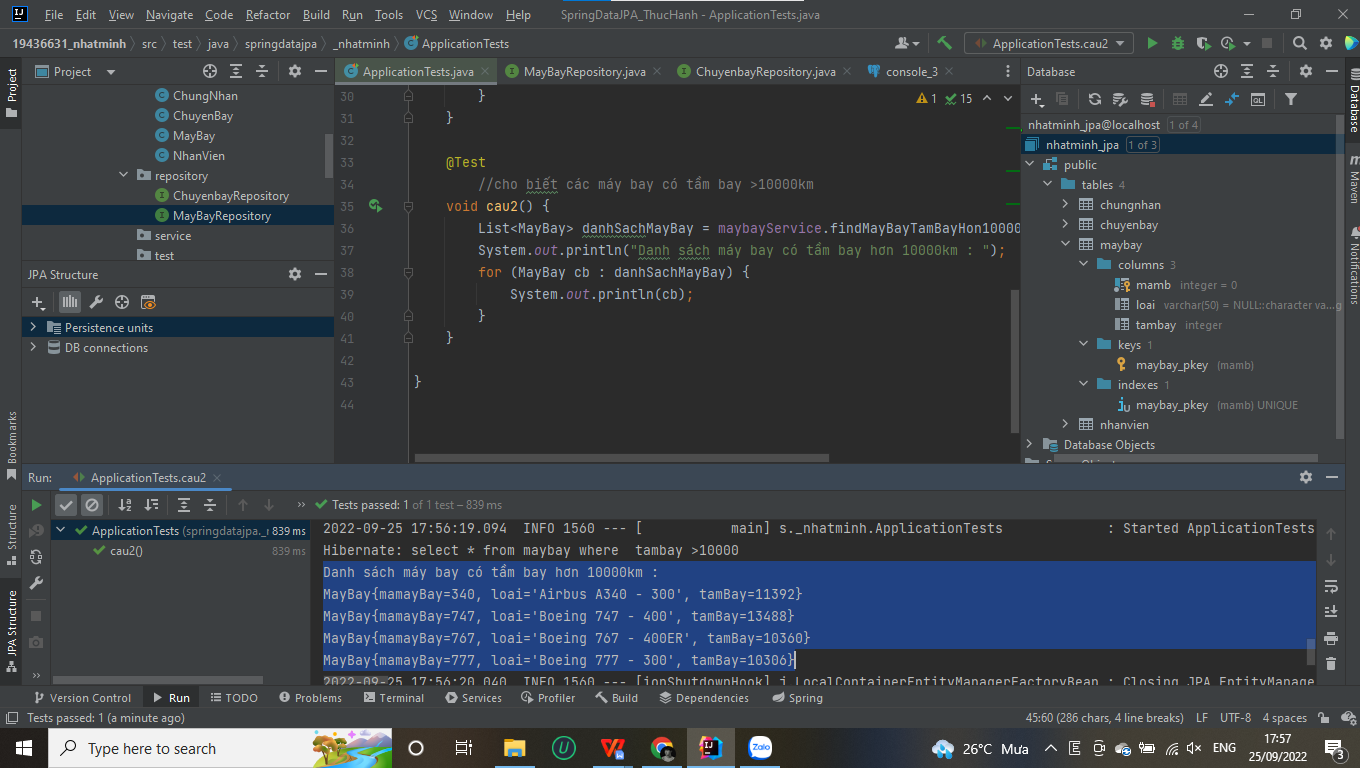 File Edit View Navigate Code Refactor Build Run Tools VCS Window Help SpringDataJPA_ThucHanh - ApplicationTests.java
19436631_nhatminh src test java springdatajpa _nhatminh ApplicationTests ApplicationTests.cau2
Project
Project
ChungNhan
ChuyenBay
MayBay
NhanVien
repository
ChuyenbayRepository
MayBayRepository
service
test
JPA Structure
Persistence units
DB connections
ApplicationTests.java MayBayRepository.java ChuyenbayRepository.java console_3
1 15
30 }
31 }
32
33 @Test
34 //cho biết các máy bay có tầm bay >10000km
35 void cau2() {
36 List<MayBay> danhSachMayBay = maybayService.findMayBayTamBayHon10000
37 System.out.println("Danh sách máy bay có tầm bay hơn 10000km : ");
38 for (MayBay cb : danhSachMayBay) {
39 System.out.println(cb);
40 }
41 }
42
43 }
44
Database
nhatminh_jpa@localhost 1 of 4
nhatminh_jpa 1 of 3
public
tables 4
chungnhan
chuyenbay
maybay
columns 3
mamb integer = 0
loai varchar(50) = NULL::character va...g
tambay integer
keys 1
maybay_pkey (mamb)
indexes 1
maybay_pkey (mamb) UNIQUE
nhanvien
Database Objects
Database
Maven
Notifications
Bookmarks
Structure
JPA Structure
Run: ApplicationTests.cau2
Tests passed: 1 of 1 test – 839 ms
ApplicationTests (springdatajpa._ 839 ms
cau2() 839 ms
2022-09-25 17:56:19.094 INFO 1560 --- [ main] s._nhatminh.ApplicationTests : Started ApplicationTests
Hibernate: select * from maybay where tambay >10000
Danh sách máy bay có tầm bay hơn 10000km :
MayBay{mamayBay=340, loai='Airbus A340 - 300', tamBay=11392}
MayBay{mamayBay=747, loai='Boeing 747 - 400', tamBay=13488}
MayBay{mamayBay=767, loai='Boeing 767 - 400ER', tamBay=10360}
MayBay{mamayBay=777, loai='Boeing 777 - 300', tamBay=10306}
2022-09-25 17:56:20.040 INFO 1560 --- [ionShutdownHook] j.LocalContainerEntityManagerFactoryBean : Closing JPA EntityManage
Version Control Run TODO Problems Terminal Services Profiler Build Dependencies Spring
Tests passed: 1 (a minute ago) 45:60 (286 chars, 4 line breaks) LF UTF-8 4 spaces
Type here to search
Zalo
26°C Mưa
ENG
17:57
25/09/2022
3